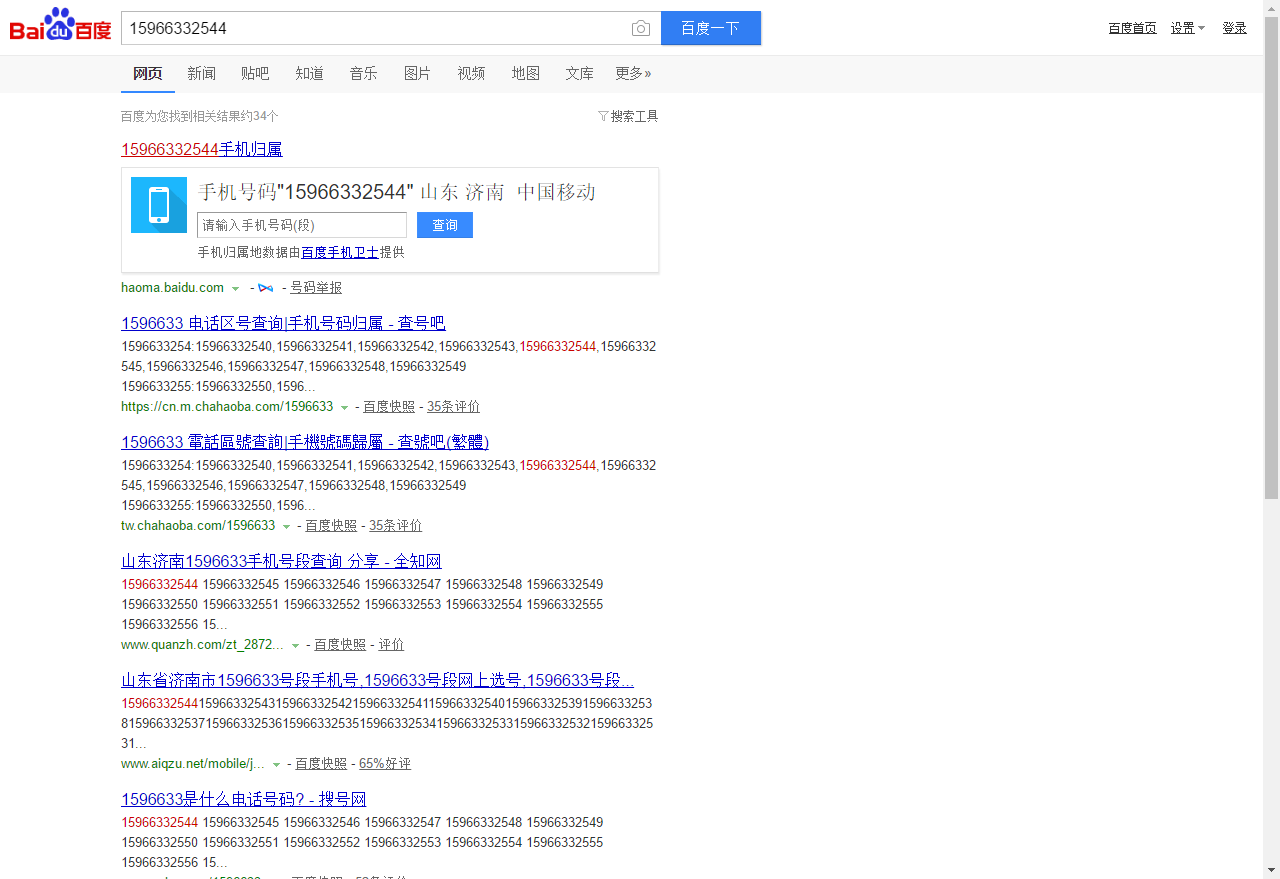 Bai du 百度 15966332544 百度一下 百度首页 设置 登录
网页 新闻 贴吧 知道 音乐 图片 视频 地图 文库 更多»
百度为您找到相关结果约34个 搜索工具
15966332544手机归属
手机号码"15966332544" 山东 济南 中国移动
请输入手机号码(段) 查询
手机归属地数据由百度手机卫士提供
haoma.baidu.com - - 号码举报
1596633 电话区号查询|手机号码归属 - 查号吧
1596633254:15966332540,15966332541,15966332542,15966332543,15966332544,15966332
545,15966332546,15966332547,15966332548,15966332549
1596633255:15966332550,1596...
https://cn.m.chahaoba.com/1596633 - 百度快照 - 35条评价
1596633 電話區號查詢|手機號碼歸屬 - 查號吧(繁體)
1596633254:15966332540,15966332541,15966332542,15966332543,15966332544,15966332
545,15966332546,15966332547,15966332548,15966332549
1596633255:15966332550,1596...
tw.chahaoba.com/1596633 - 百度快照 - 35条评价
山东济南1596633手机号段查询 分享 - 全知网
15966332544 15966332545 15966332546 15966332547 15966332548 15966332549
15966332550 15966332551 15966332552 15966332553 15966332554 15966332555
15966332556 15...
www.quanzh.com/zt_2872... - 百度快照 - 评价
山东省济南市1596633号段手机号,1596633号段网上选号,1596633号段...
159663325441596633254315966332542159663325411596633254015966332539159663 3253
81596633253715966332536159663325351596633253415966332533159663325321596 63325
31...
www.aiqzu.net/mobile/j... - 百度快照 - 65%好评
1596633是什么电话号码? - 搜号网
15966332544 15966332545 15966332546 15966332547 15966332548 15966332549
15966332550 15966332551 15966332552 15966332553 15966332554 15966332555
15966332556 15...